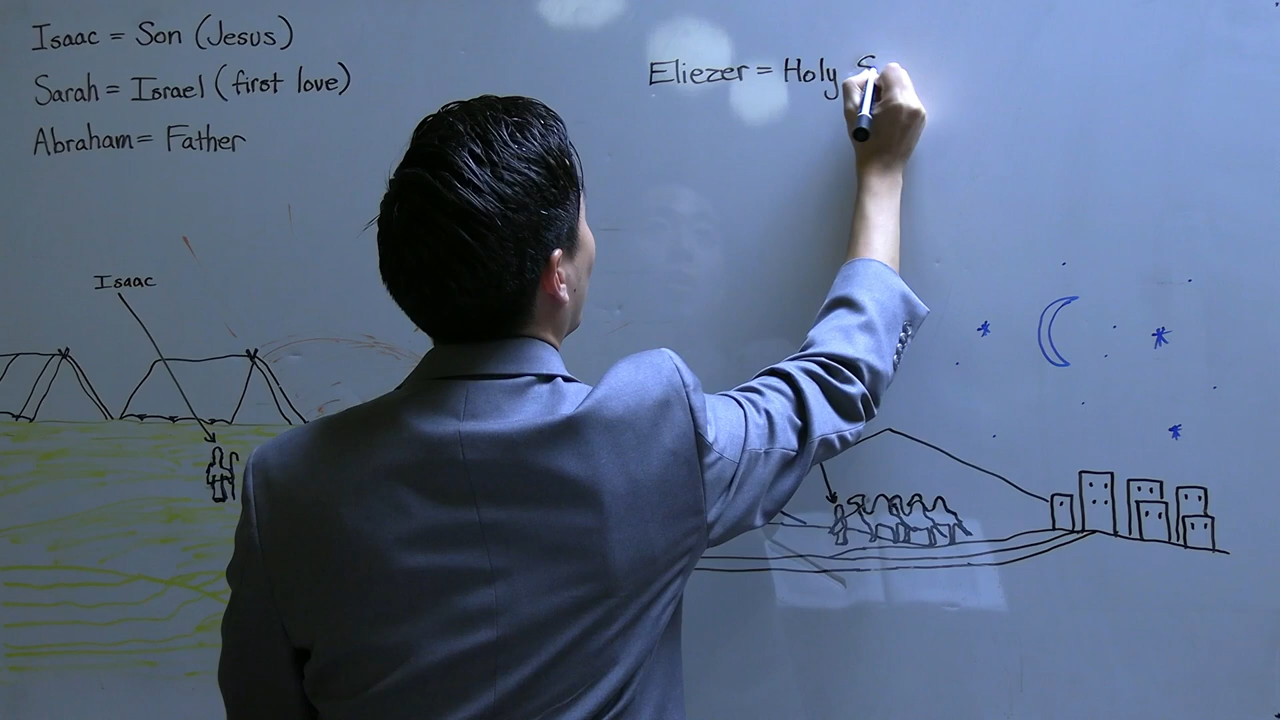 Isaac = Son (Jesus)
Sarah = Israel (first love)
Abraham = Father
Eliezer = Holy S
Isaac